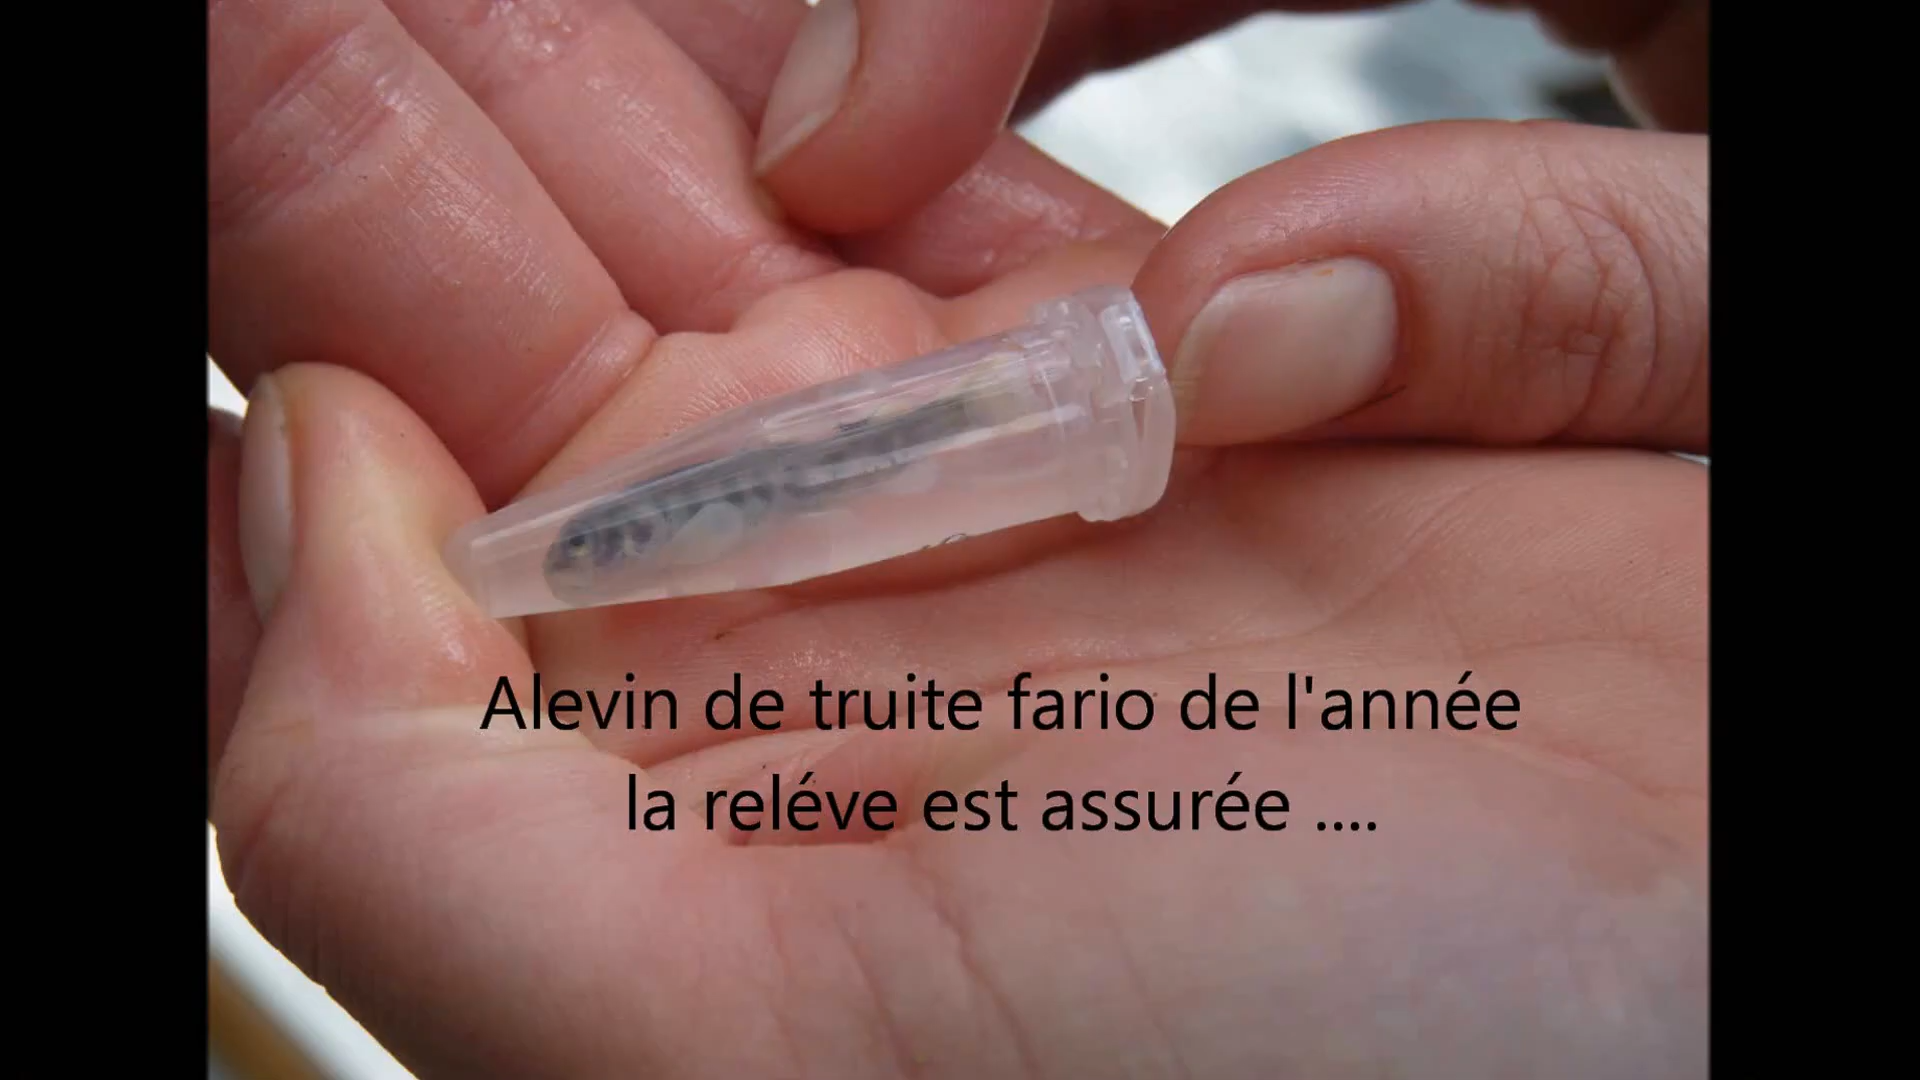 Alevin de truite fario de l'année
la reléve est assurée ....